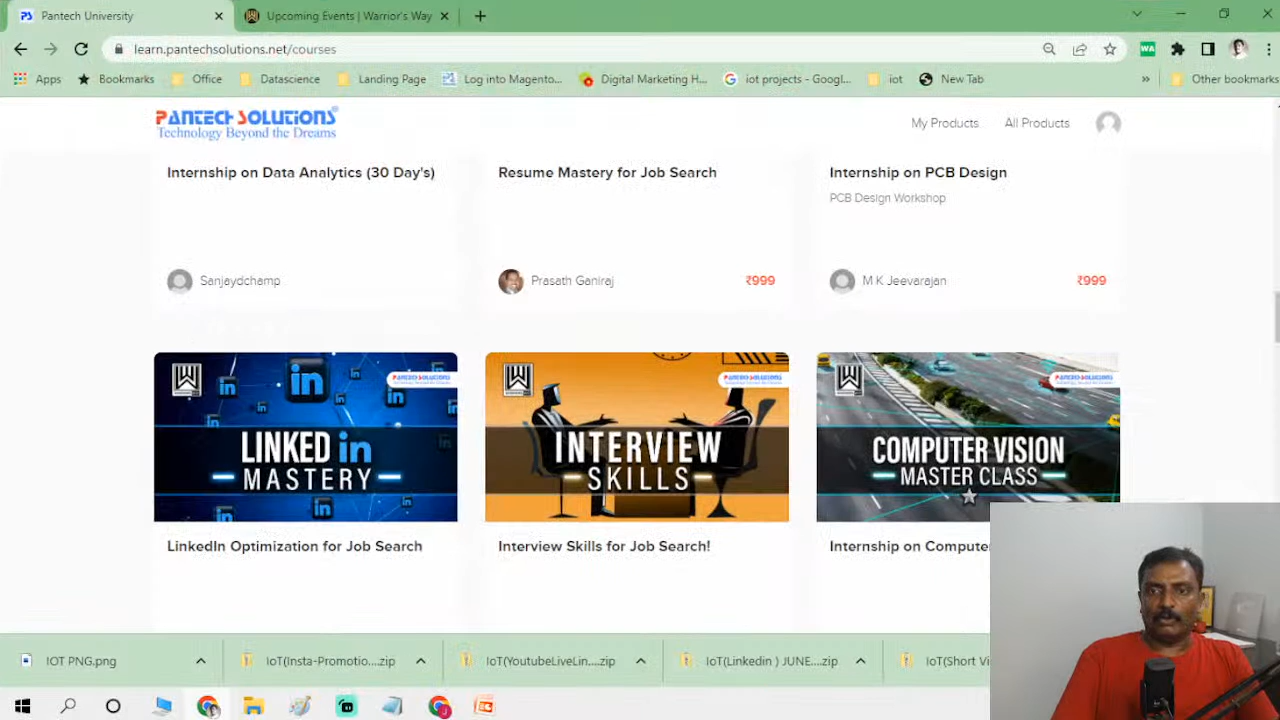 Pantech University
Upcoming Events | Warrior's Way
learn.pantechsolutions.net/courses
Apps
Bookmarks
Office
Datascience
Landing Page
Log into Magento...
Digital Marketing H...
iot projects - Googl...
iot
New Tab
Other bookmarks
PANTECH SOLUTIONS
Technology Beyond the Dreams
My Products
All Products
Internship on Data Analytics (30 Day's)
Resume Mastery for Job Search
Internship on PCB Design
PCB Design Workshop
Sanjaydchamp
Prasath Ganiraj
₹999
M K Jeevarajan
₹999
LINKED in
MASTERY
INTERVIEW
SKILLS
COMPUTER VISION
MASTER CLASS
LinkedIn Optimization for Job Search
Interview Skills for Job Search!
Internship on Compute
IOT PNG.png
IoT(Insta-Promotio....zip
IoT(YoutubeLiveLin....zip
IoT(Linkedin ) JUNE....zip
IoT(Short Vi